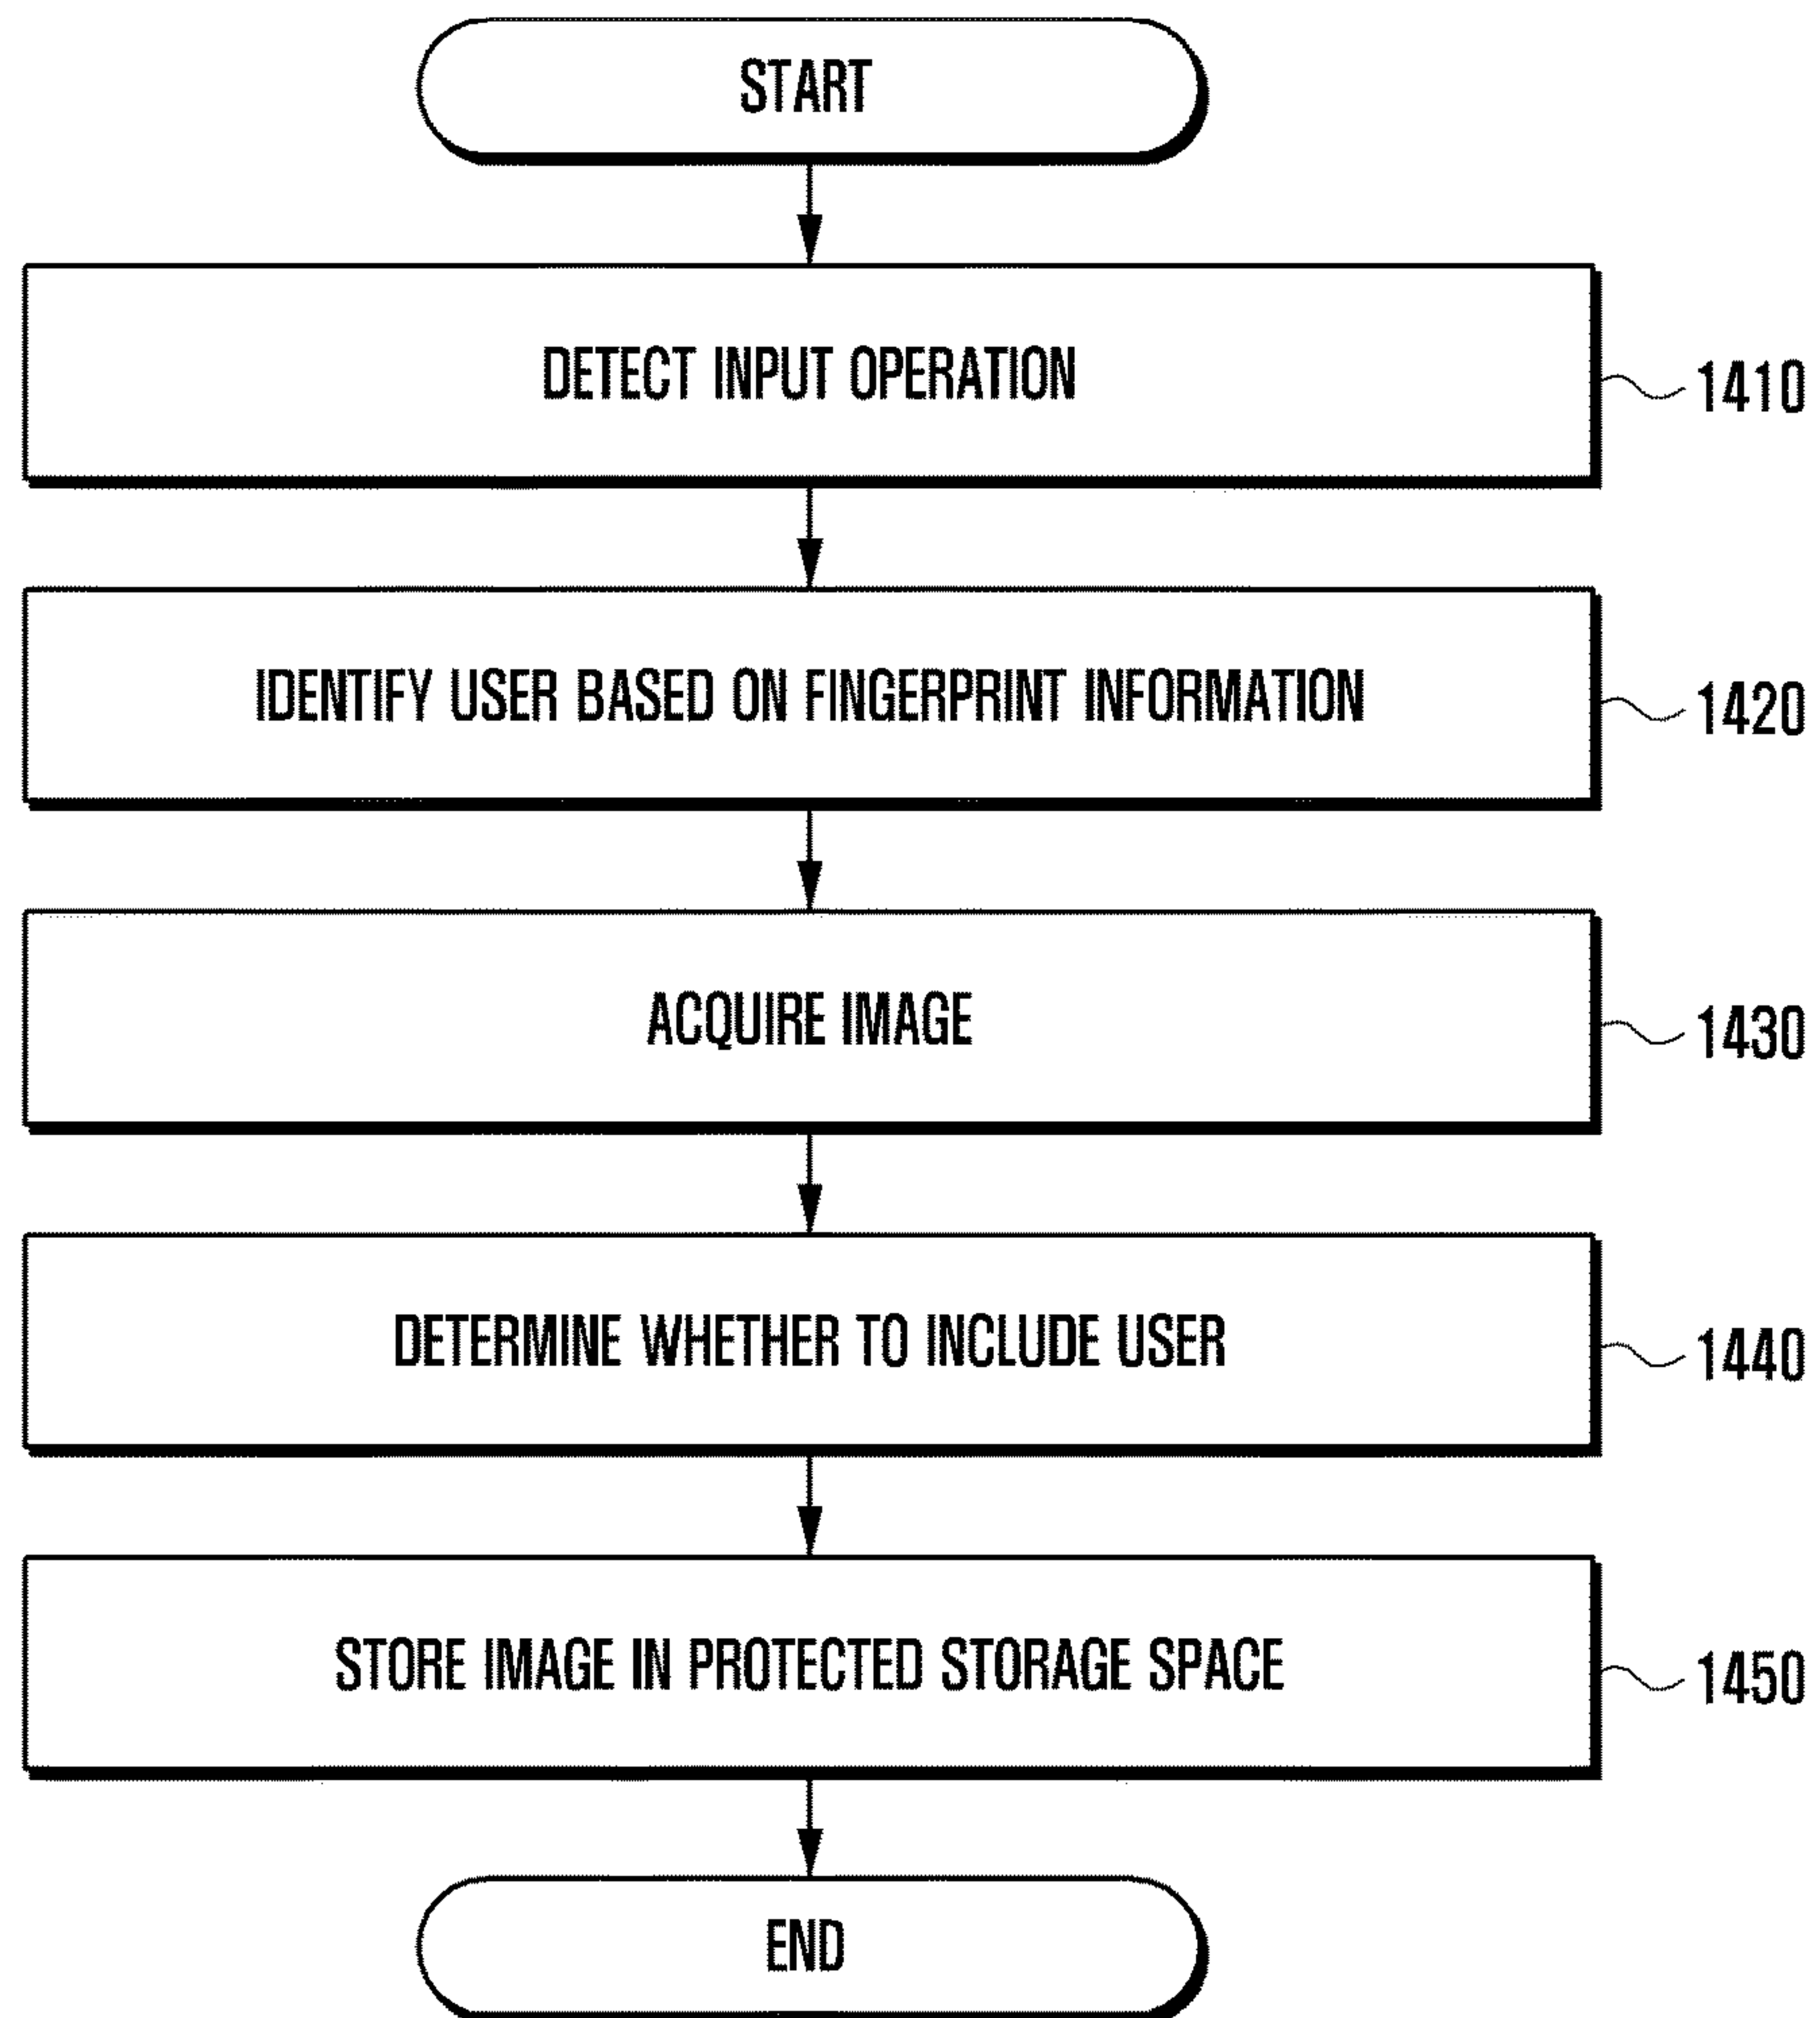 START
DETECT INPUT OPERATION
1410
IDENTIFY USER BASED ON FINGERPRINT INFORMATION
1420
ACQUIRE IMAGE
1430
DETERMINE WHETHER TO INCLUDE USER
1440
STORE IMAGE IN PROTECTED STORAGE SPACE
1450
END